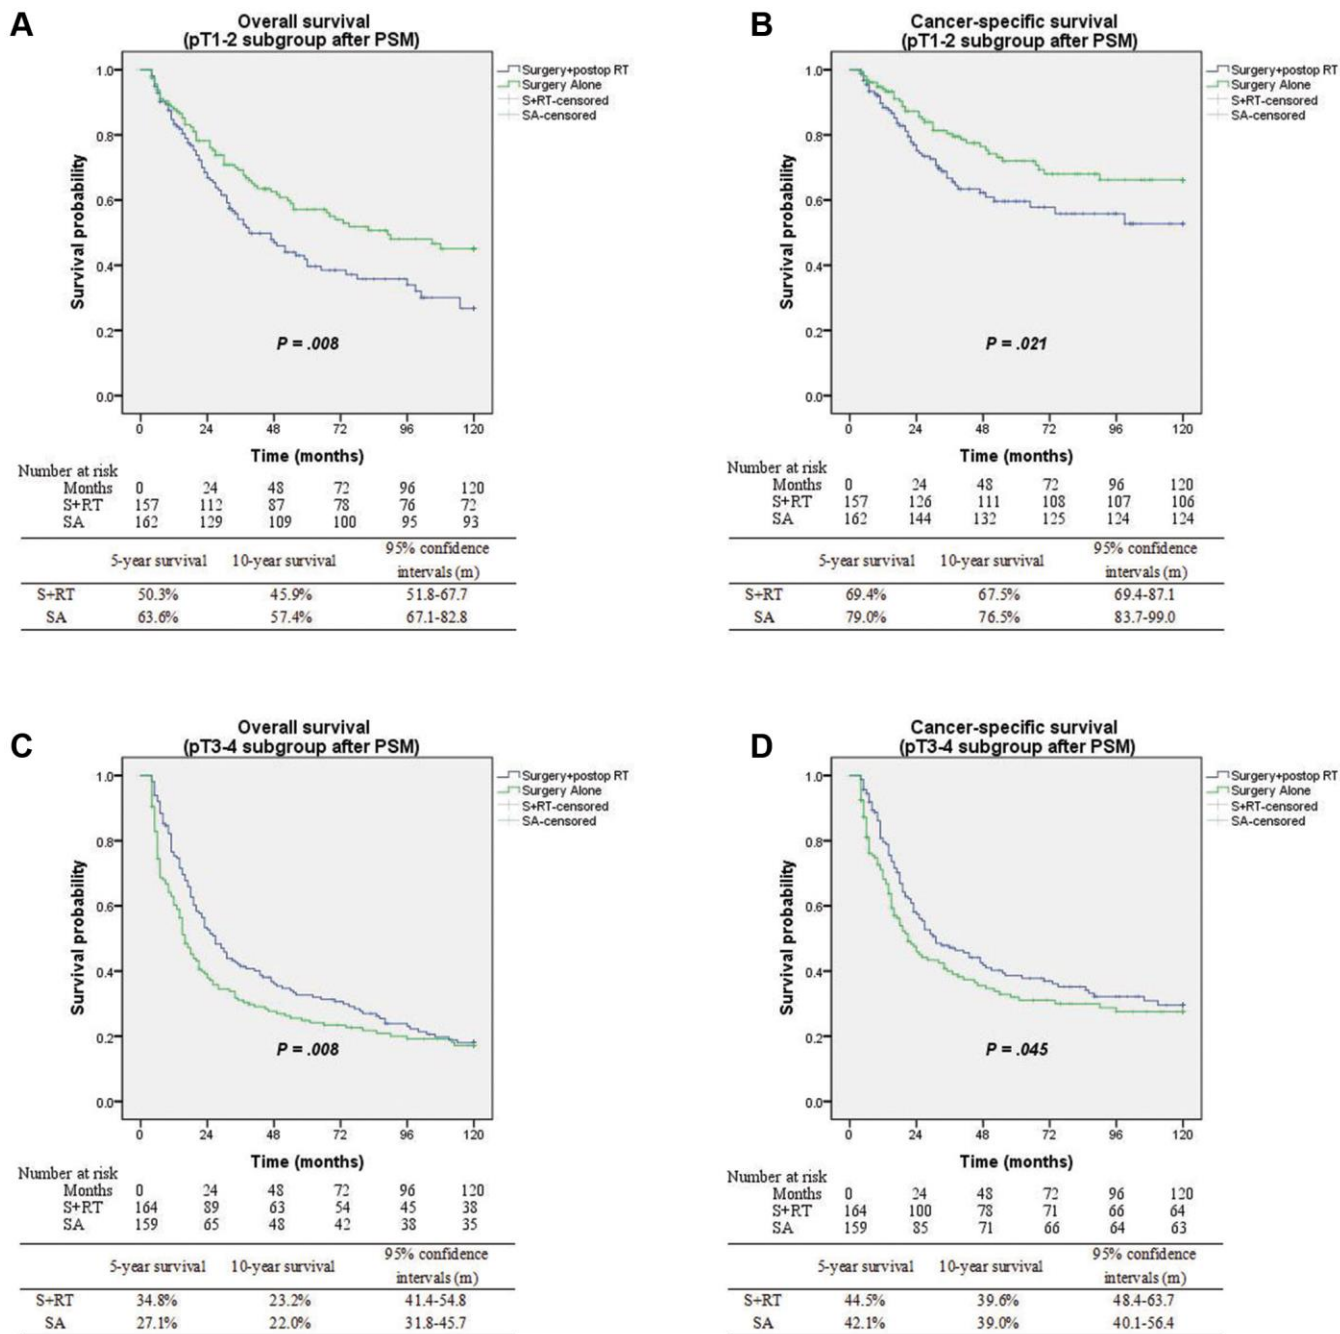 A
Overall survival
(pT1-2 subgroup after PSM)
Survival probability
1.0
0.8
0.6
0.4
0.2
0.0
P = .008
0 24 48 72 96 120
Time (months)
Surgery+postop RT
Surgery Alone
S+RT-censored
SA-censored
Number at risk
Months 0 24 48 72 96 120
S+RT 157 112 87 78 76 72
SA 162 129 109 100 95 93
5-year survival 10-year survival 95% confidence
intervals (m)
S+RT 50.3% 45.9% 51.8-67.7
SA 63.6% 57.4% 67.1-82.8
B
Cancer-specific survival
(pT1-2 subgroup after PSM)
Survival probability
1.0
0.8
0.6
0.4
0.2
0.0
P = .021
0 24 48 72 96 120
Time (months)
Surgery+postop RT
Surgery Alone
S+RT-censored
SA-censored
Number at risk
Months 0 24 48 72 96 120
S+RT 157 126 111 108 107 106
SA 162 144 132 125 124 124
5-year survival 10-year survival 95% confidence
intervals (m)
S+RT 69.4% 67.5% 69.4-87.1
SA 79.0% 76.5% 83.7-99.0
C
Overall survival
(pT3-4 subgroup after PSM)
Survival probability
1.0
0.8
0.6
0.4
0.2
0.0
P = .008
0 24 48 72 96 120
Time (months)
Surgery+postop RT
Surgery Alone
S+RT-censored
SA-censored
Number at risk
Months 0 24 48 72 96 120
S+RT 164 89 63 54 45 38
SA 159 65 48 42 38 35
5-year survival 10-year survival 95% confidence
intervals (m)
S+RT 34.8% 23.2% 41.4-54.8
SA 27.1% 22.0% 31.8-45.7
D
Cancer-specific survival
(pT3-4 subgroup after PSM)
Survival probability
1.0
0.8
0.6
0.4
0.2
0.0
P = .045
0 24 48 72 96 120
Time (months)
Surgery+postop RT
Surgery Alone
S+RT-censored
SA-censored
Number at risk
Months 0 24 48 72 96 120
S+RT 164 100 78 71 66 64
SA 159 85 71 66 64 63
5-year survival 10-year survival 95% confidence
intervals (m)
S+RT 44.5% 39.6% 48.4-63.7
SA 42.1% 39.0% 40.1-56.4